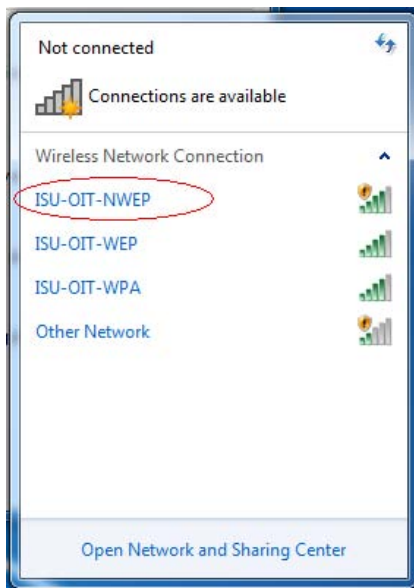 Not connected
Connections are available
Wireless Network Connection
ISU-OIT-NWEP
ISU-OIT-WEP
ISU-OIT-WPA
Other Network
Open Network and Sharing Center